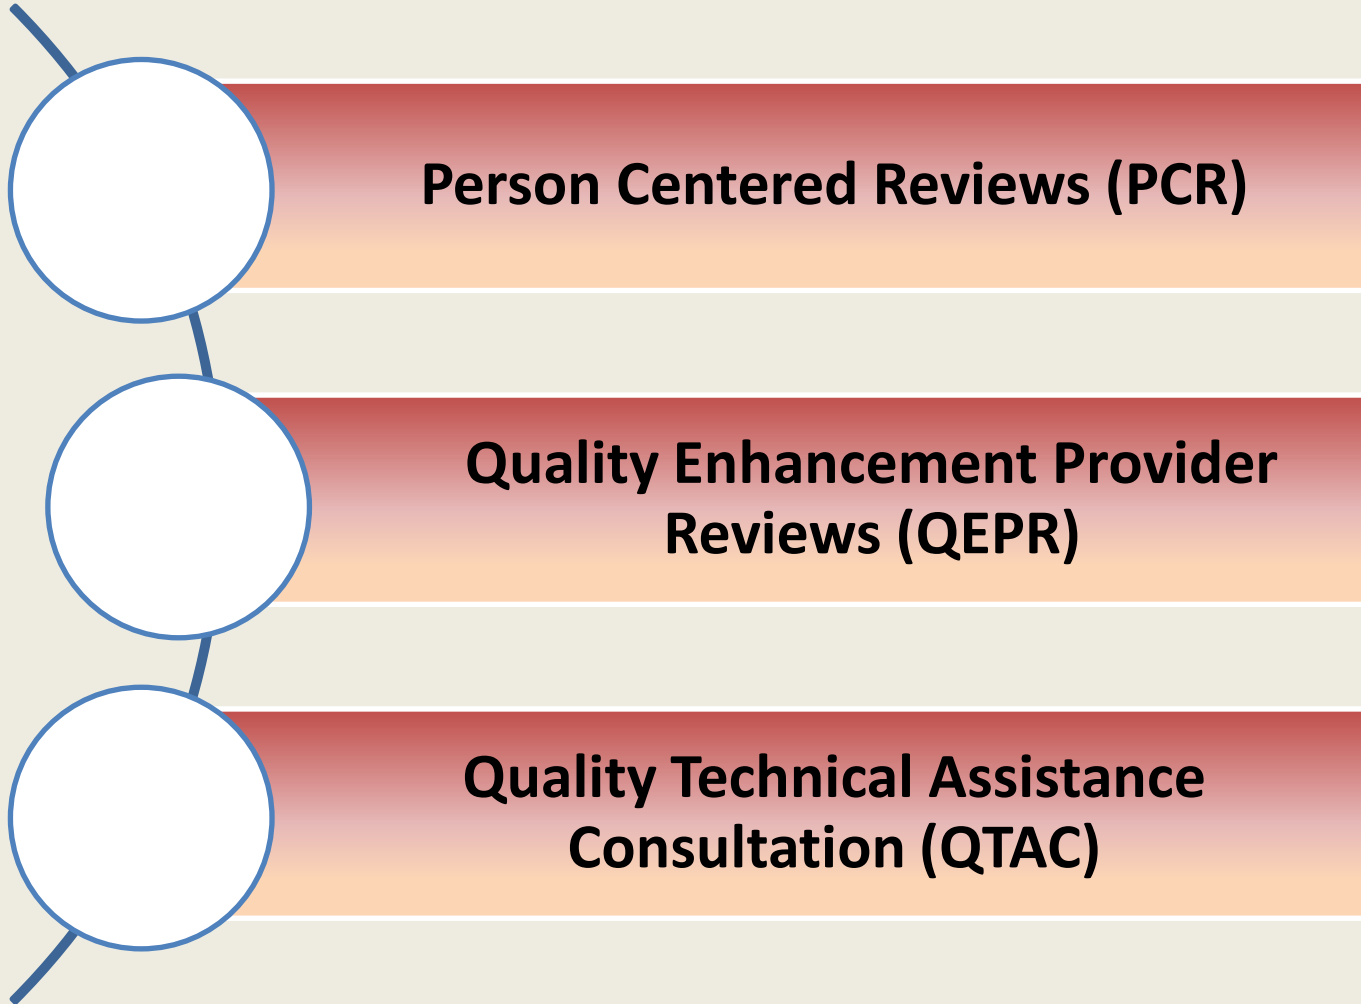 Person Centered Reviews (PCR)
Quality Enhancement Provider
Reviews (QEPR)
Quality Technical Assistance
Consultation (QTAC)